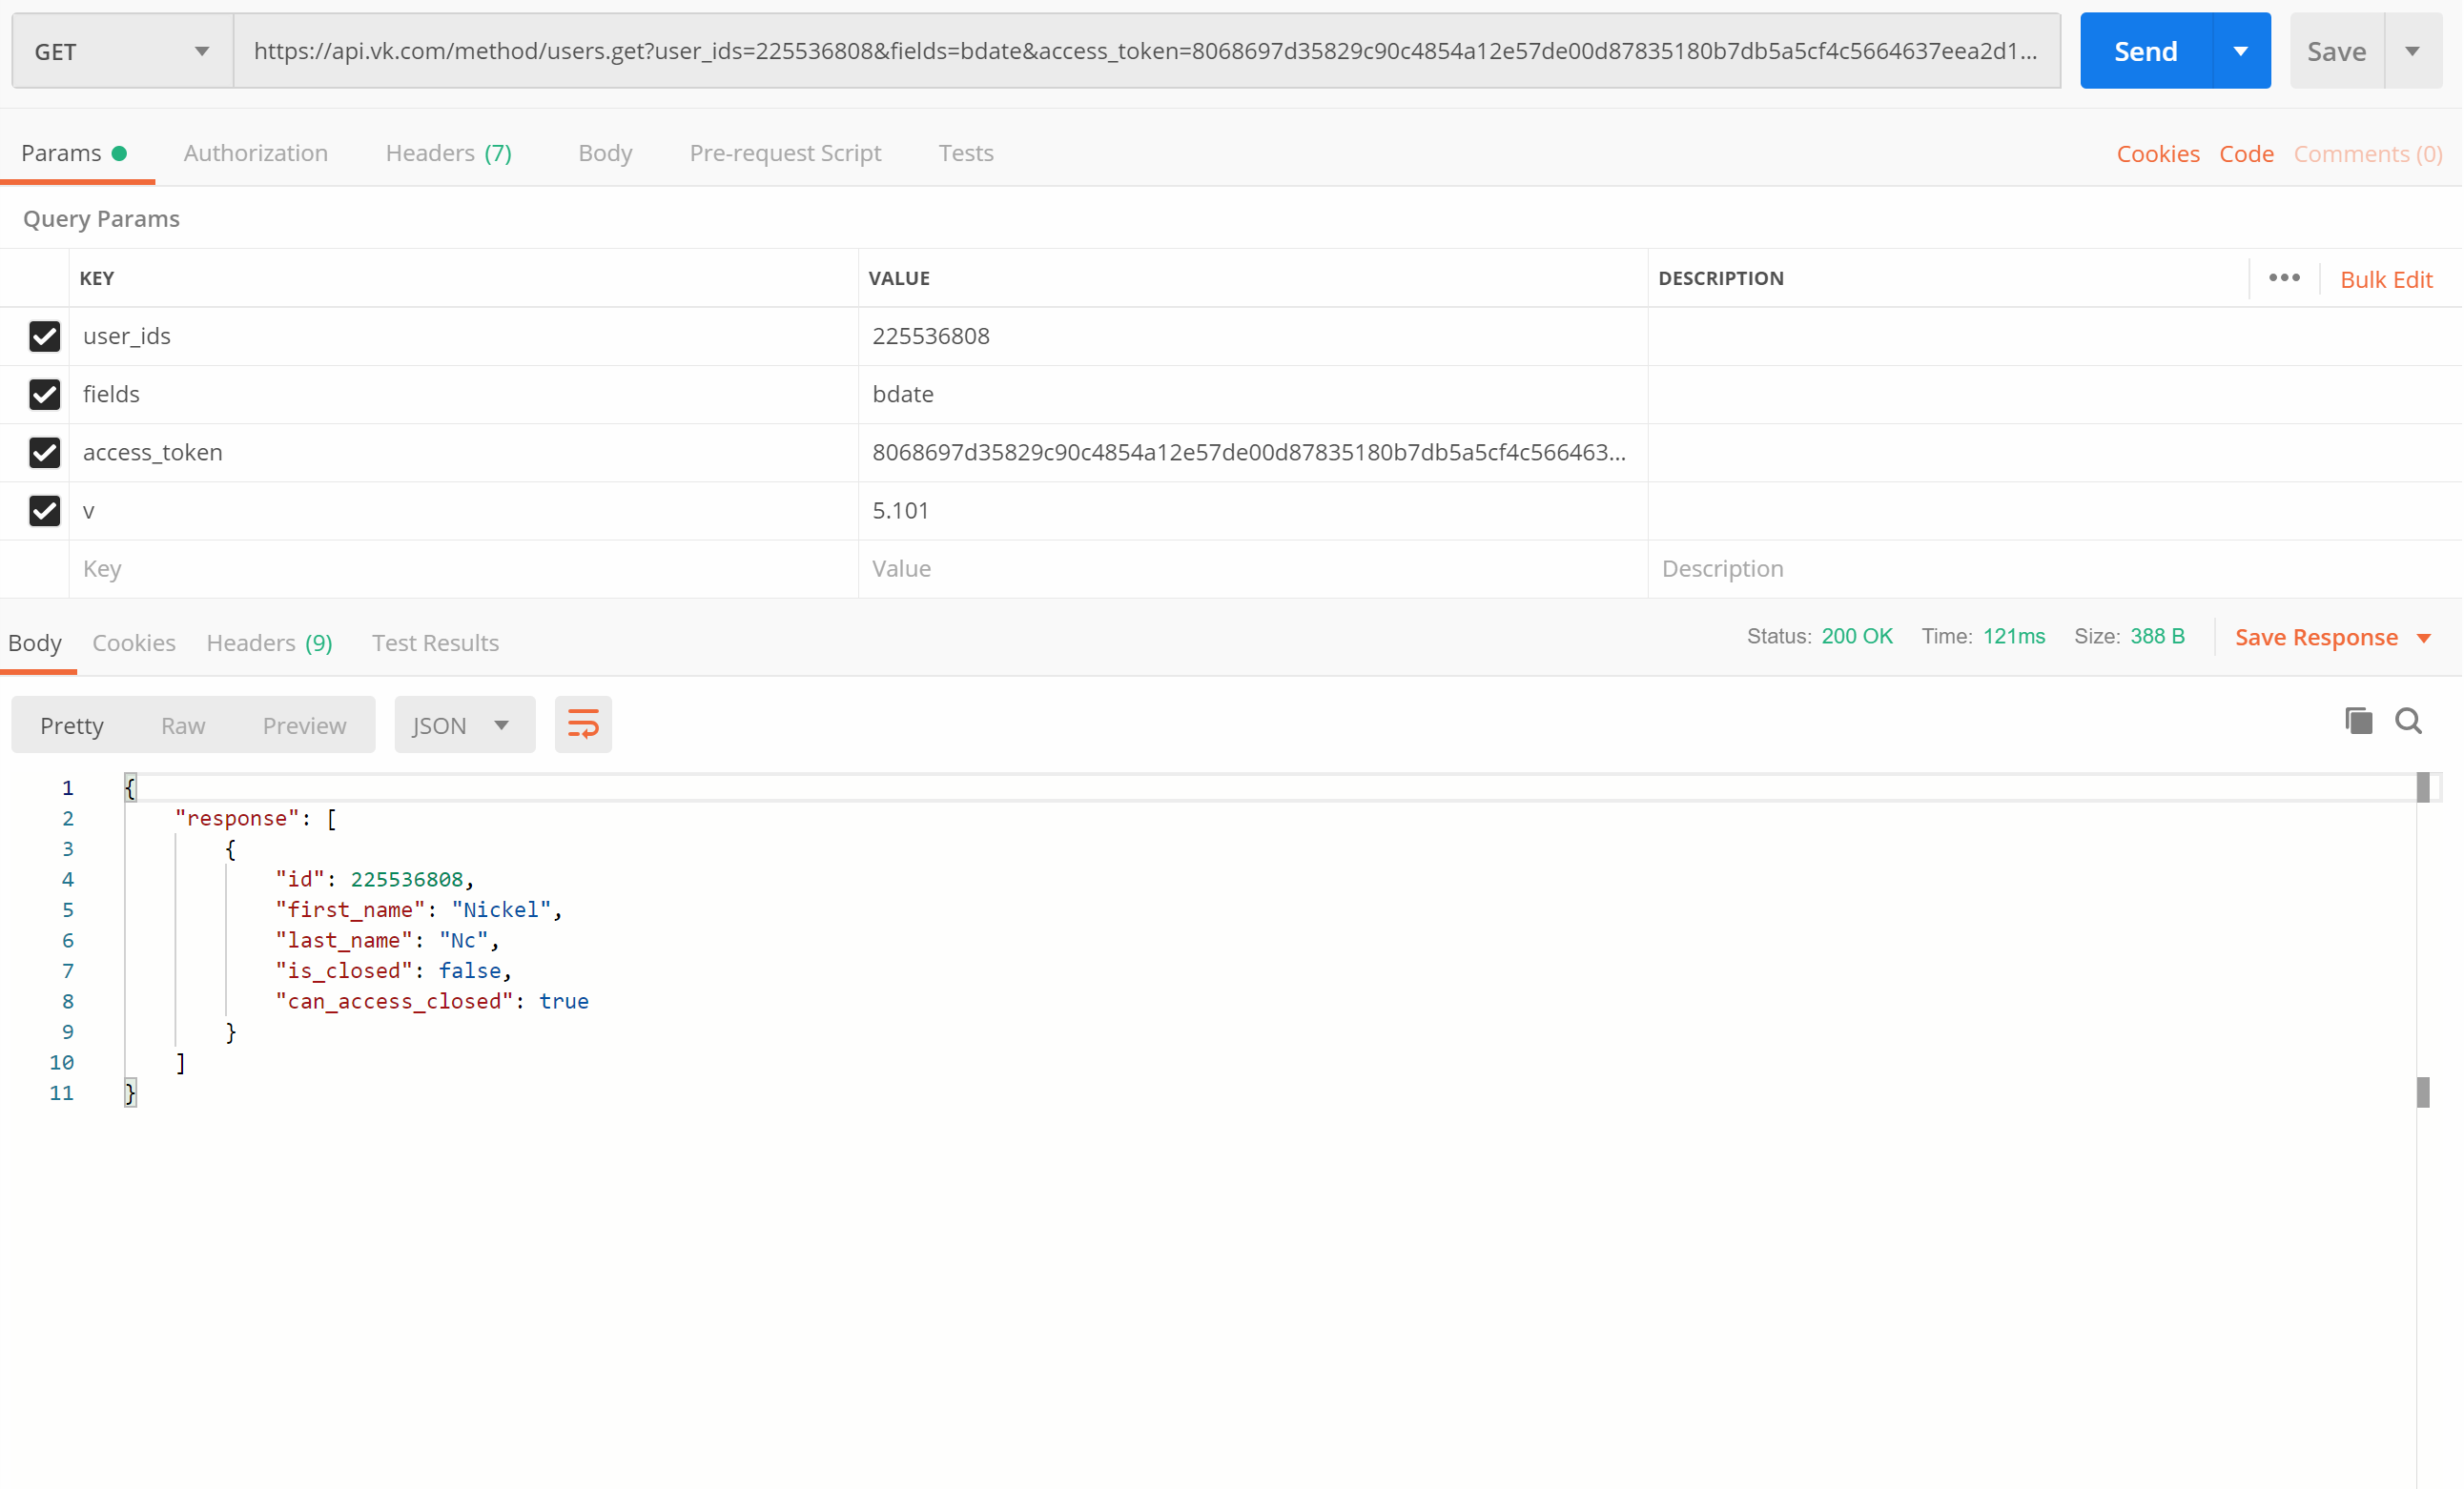 GET https://api.vk.com/method/users.get?user_ids=225536808&fields=bdate&access_token=8068697d35829c90c4854a12e57de00d87835180b7db5a5cf4c5664637eea2d1... Send Save
Params Authorization Headers (7) Body Pre-request Script Tests Cookies Code Comments (0)
Query Params
KEY VALUE DESCRIPTION ••• Bulk Edit
user_ids 225536808
fields bdate
access_token 8068697d35829c90c4854a12e57de00d87835180b7db5a5cf4c566463...
v 5.101
Key Value Description
Body Cookies Headers (9) Test Results Status: 200 OK Time: 121ms Size: 388 B Save Response
Pretty Raw Preview JSON
1 {
2 "response": [
3 {
4 "id": 225536808,
5 "first_name": "Nickel",
6 "last_name": "Nc",
7 "is_closed": false,
8 "can_access_closed": true
9 }
10 ]
11 }